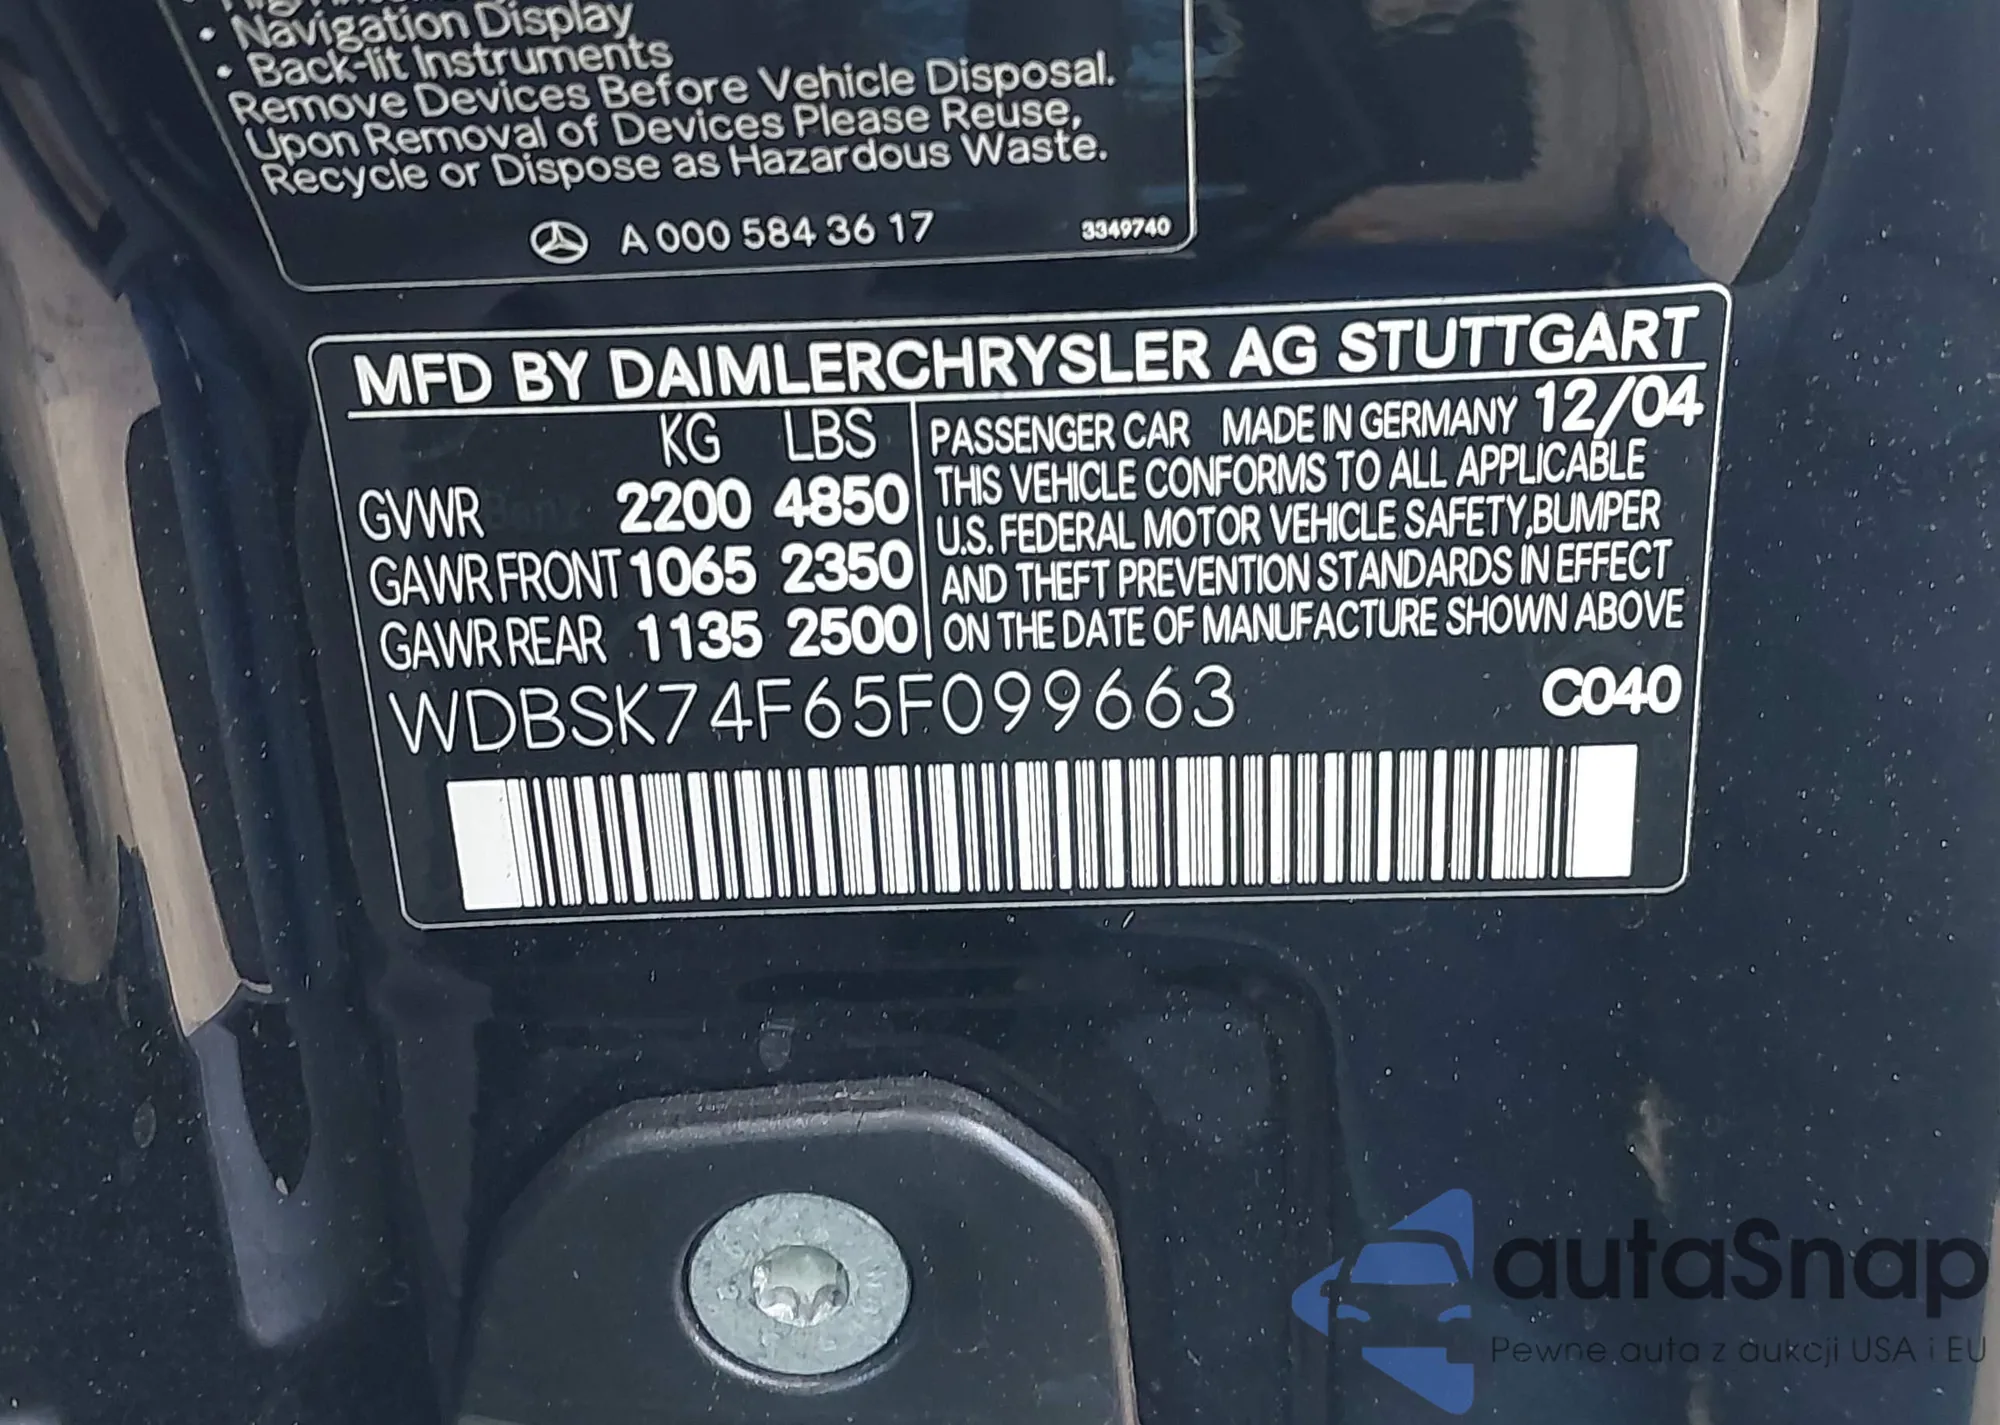 • Navigation Display
• Back-lit Instruments
Remove Devices Before Vehicle Disposal.
Upon Removal of Devices Please Reuse,
Recycle or Dispose as Hazardous Waste.
A 000 584 36 17 3349740
MFD BY DAIMLERCHRYSLER AG STUTTGART
KG LBS
GVWR 2200 4850
GAWR FRONT 1065 2350
GAWR REAR 1135 2500
PASSENGER CAR MADE IN GERMANY 12/04
THIS VEHICLE CONFORMS TO ALL APPLICABLE
U.S. FEDERAL MOTOR VEHICLE SAFETY,BUMPER
AND THEFT PREVENTION STANDARDS IN EFFECT
ON THE DATE OF MANUFACTURE SHOWN ABOVE
WDBSK74F65F099663 C040
autaSnap
Pewne auta z aukcji USA i EU